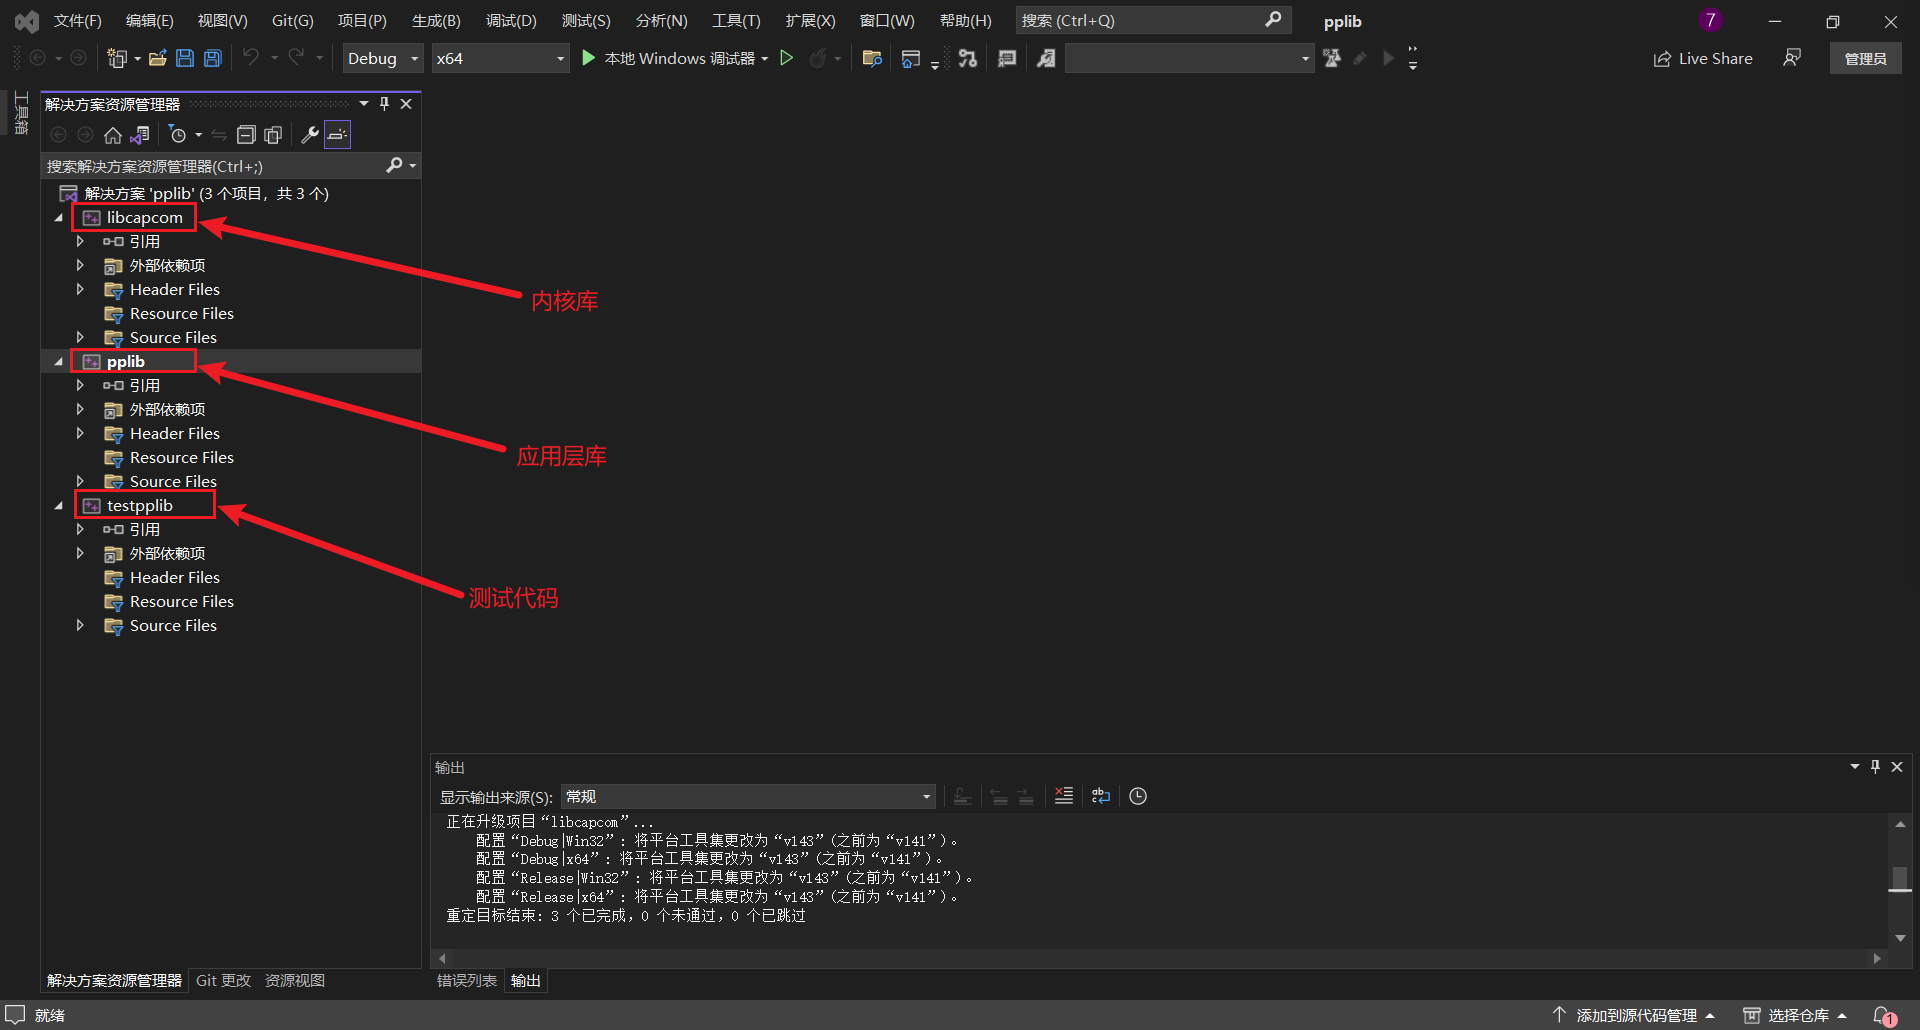 文件(F) 编辑(E) 视图(V) Git(G) 项目(P) 生成(B) 调试(D) 测试(S) 分析(N) 工具(T) 扩展(X) 窗口(W) 帮助(H) 搜索 (Ctrl+Q) pplib 7
Debug x64 本地 Windows 调试器 Live Share 管理员
工具箱
解决方案资源管理器
搜索解决方案资源管理器(Ctrl+;)
解决方案 'pplib' (3 个项目，共 3 个)
libcapcom
引用
外部依赖项
Header Files
内核库
Resource Files
Source Files
pplib
引用
外部依赖项
Header Files
应用层库
Resource Files
Source Files
testpplib
引用
外部依赖项
Header Files
测试代码
Resource Files
Source Files
输出
显示输出来源(S): 常规
正在升级项目“libcapcom”...
配置“Debug|Win32”: 将平台工具集更改为“v143”(之前为“v141”)。
配置“Debug|x64”: 将平台工具集更改为“v143”(之前为“v141”)。
配置“Release|Win32”: 将平台工具集更改为“v143”(之前为“v141”)。
配置“Release|x64”: 将平台工具集更改为“v143”(之前为“v141”)。
重定目标结束: 3 个已完成，0 个未通过，0 个已跳过
解决方案资源管理器 Git 更改 资源视图 错误列表 输出
就绪 添加到源代码管理 选择仓库 1